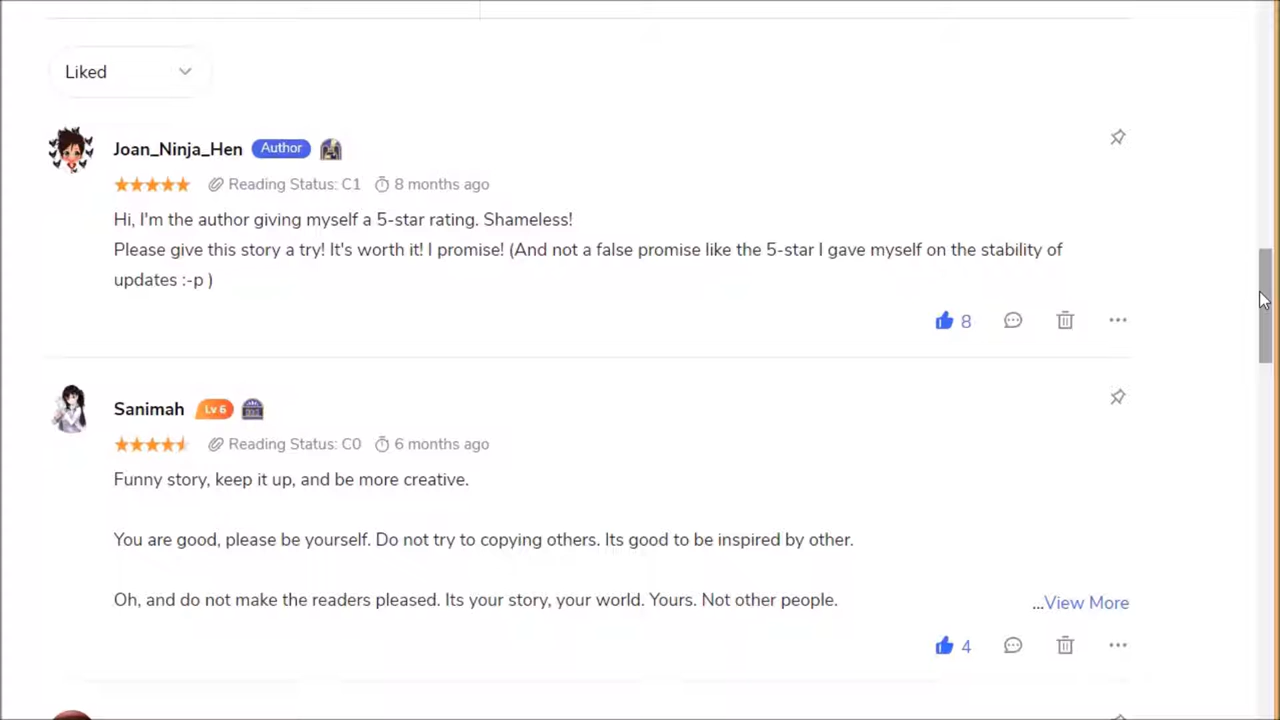 Liked
Joan_Ninja_Hen Author
Reading Status: C1 8 months ago
Hi, I'm the author giving myself a 5-star rating. Shameless!
Please give this story a try! It's worth it! I promise! (And not a false promise like the 5-star I gave myself on the stability of
updates :-p )
8
Sanimah Lv 6
Reading Status: C0 6 months ago
Funny story, keep it up, and be more creative.
You are good, please be yourself. Do not try to copying others. Its good to be inspired by other.
Oh, and do not make the readers pleased. Its your story, your world. Yours. Not other people.
...View More
4